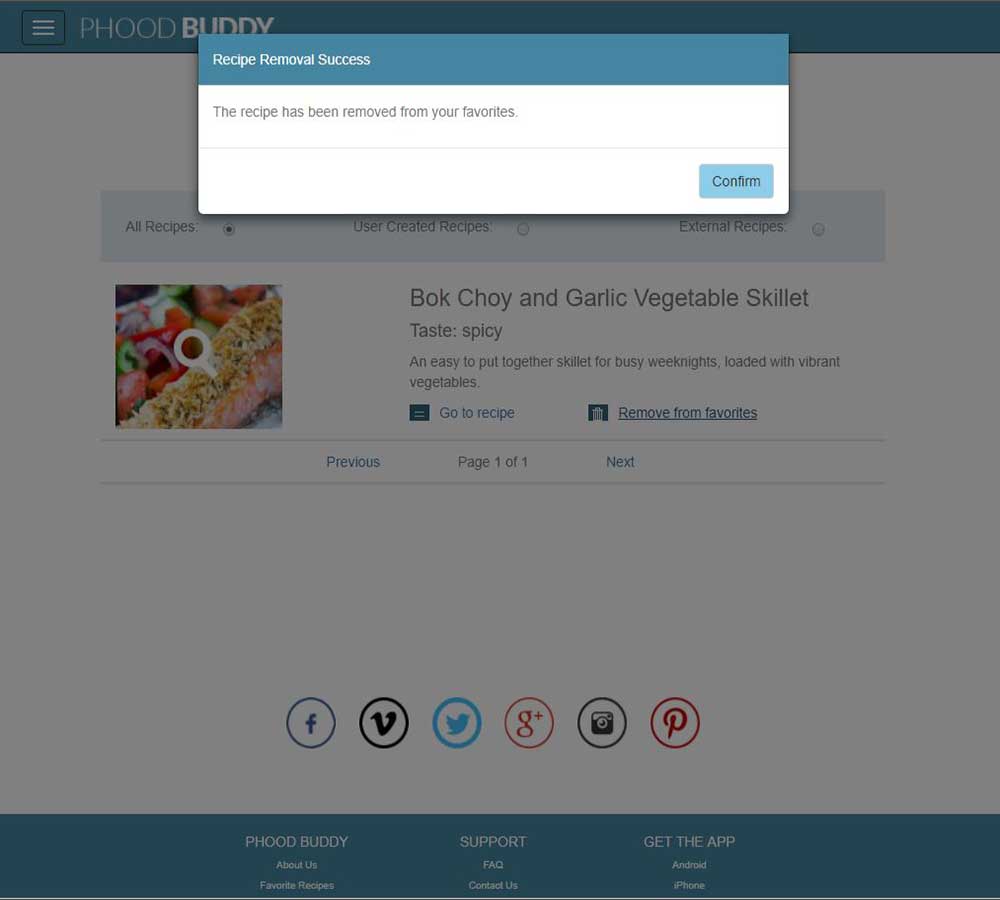 PHOOD BUDDY
Recipe Removal Success
The recipe has been removed from your favorites.
Confirm
All Recipes: User Created Recipes: External Recipes:
Bok Choy and Garlic Vegetable Skillet
Taste: spicy
An easy to put together skillet for busy weeknights, loaded with vibrant
vegetables.
Go to recipe Remove from favorites
Previous Page 1 of 1 Next
PHOOD BUDDY SUPPORT GET THE APP
About Us FAQ Android
Favorite Recipes Contact Us iPhone